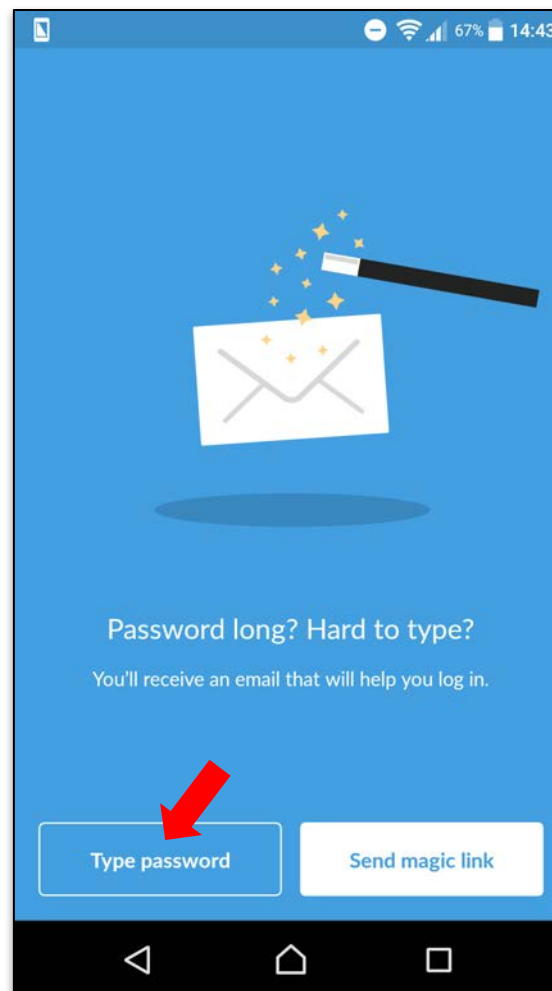 67% 14:43
Password long? Hard to type?
You'll receive an email that will help you log in.
Type password Send magic link